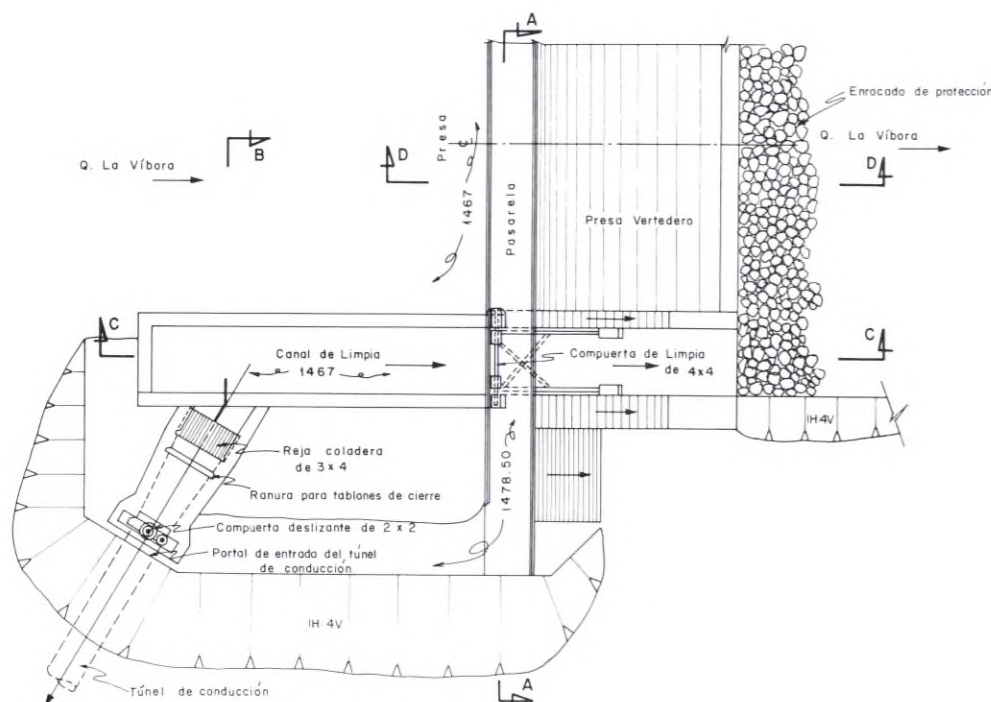 A
Enrocado de protección
Q. La Víbora
B
Q. La Víbora
D
Presa
₵
1467
Pasarela
D
Presa Vertedero
C
C
Canal de Limpia
1467
Compuerta de Limpia
de 4x4
1H:4V
Reja coladera
de 3 x 4
1478.50
Ranura para tablones de cierre
Compuerta deslizante de 2 x 2
Portal de entrada del túnel
de conducción
1H:4V
Túnel de conducción
A